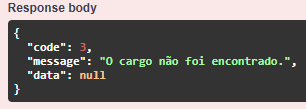 Response body
{
"code": 3,
"message": "O cargo não foi encontrado.",
"data": null
}